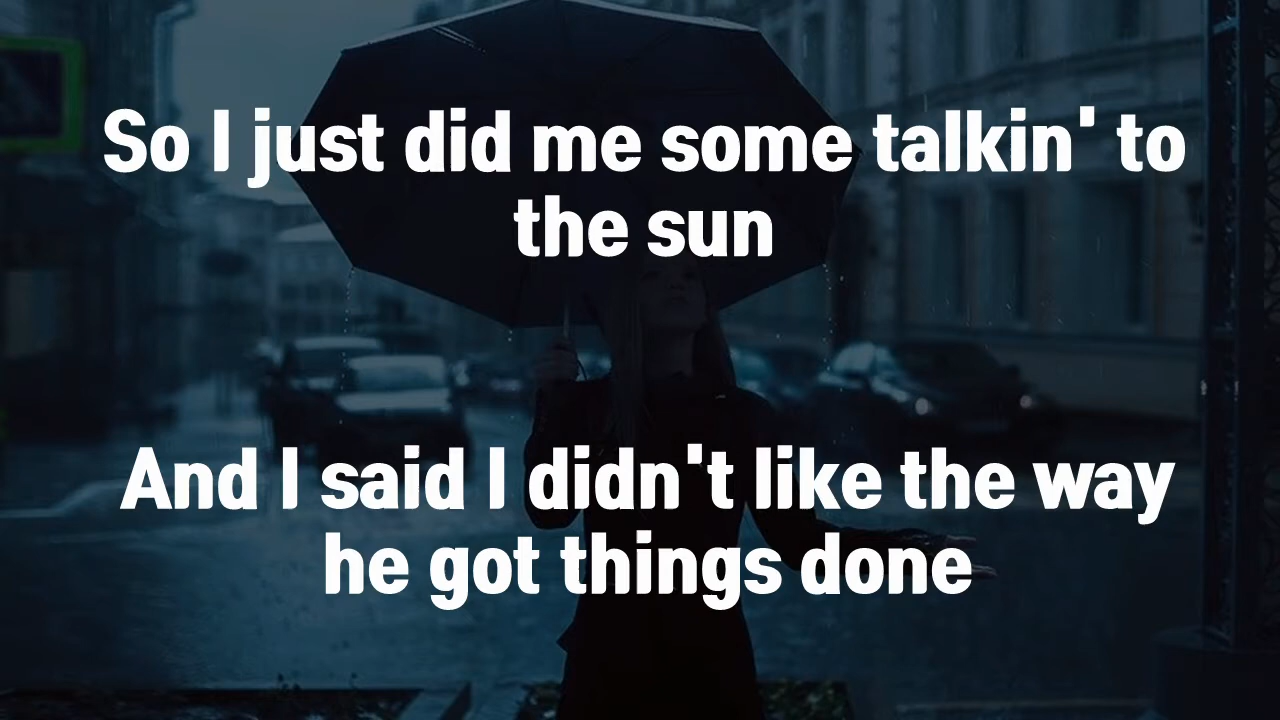 So I just did me some talkin' to
the sun
And I said I didn't like the way
he got things done